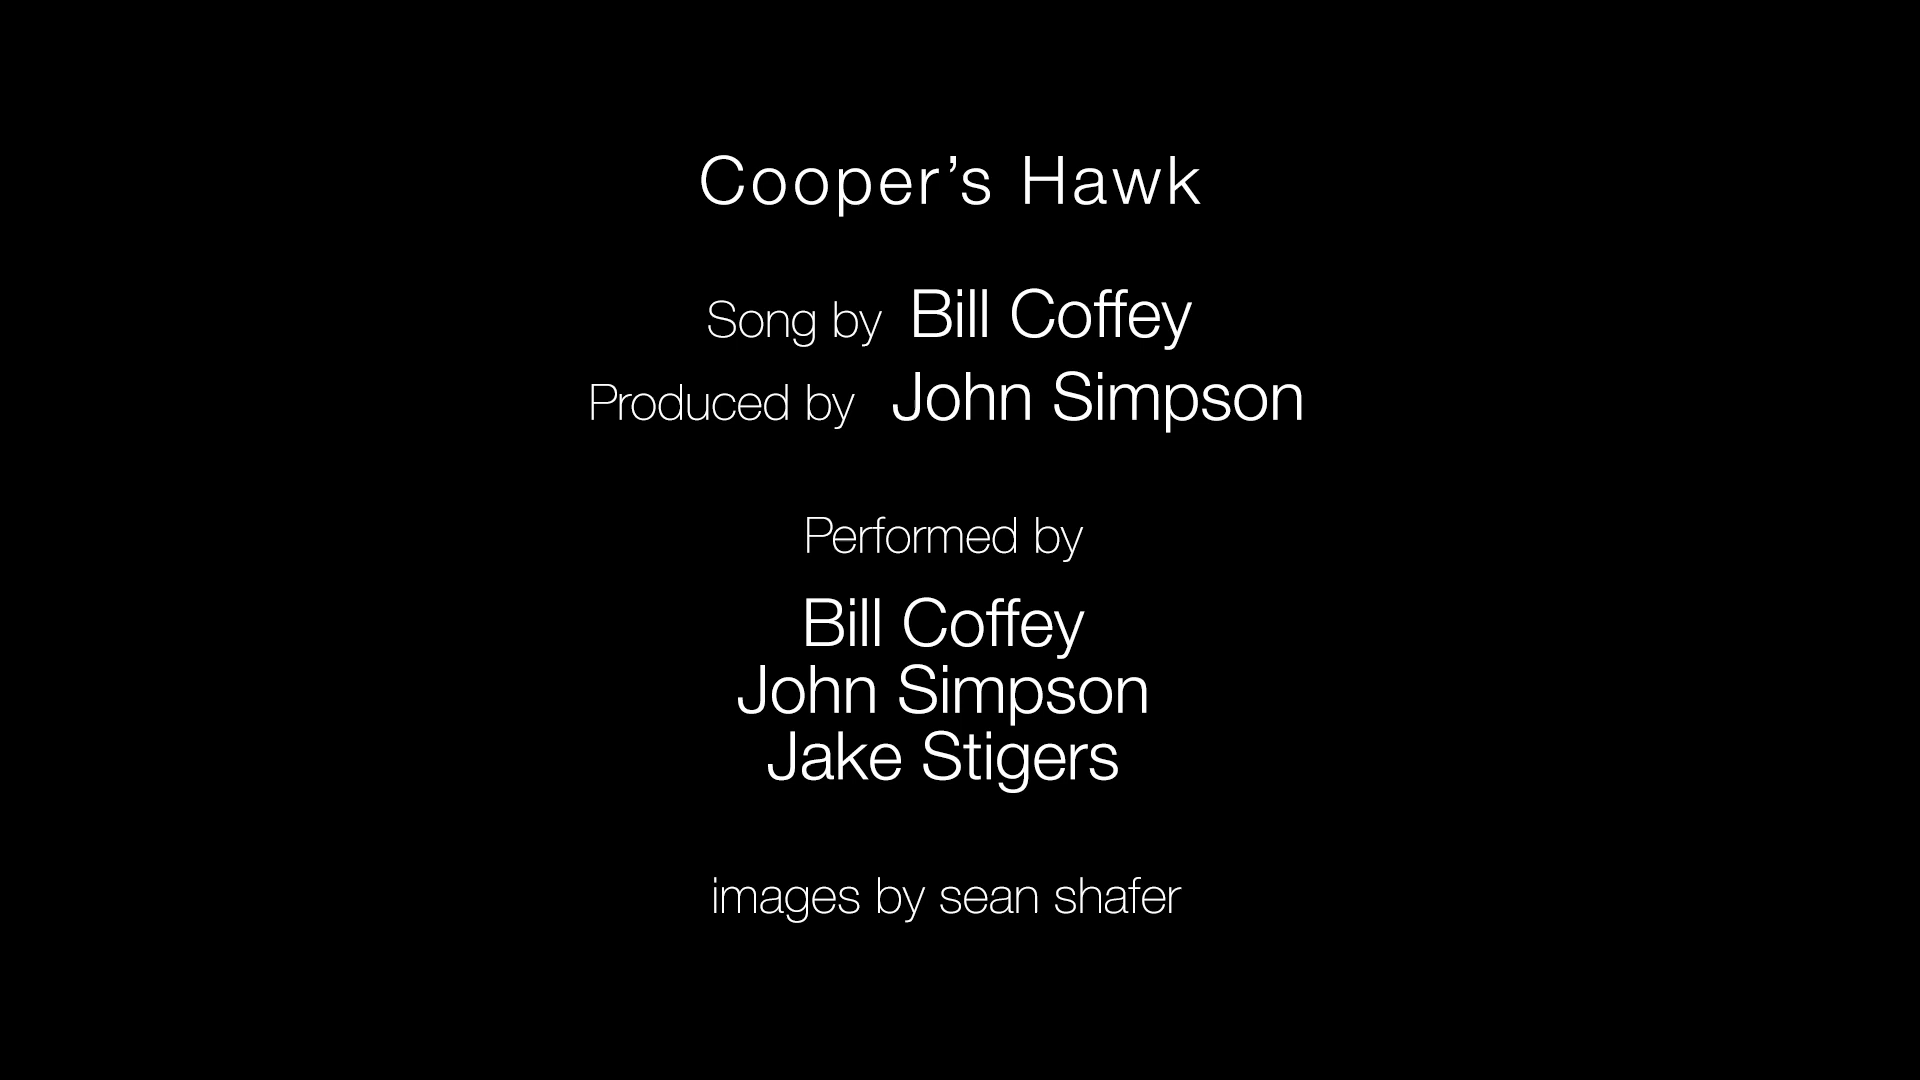 Cooper’s Hawk
Song by Bill Coffey
Produced by John Simpson
Performed by
Bill Coffey
John Simpson
Jake Stigers
images by sean shafer